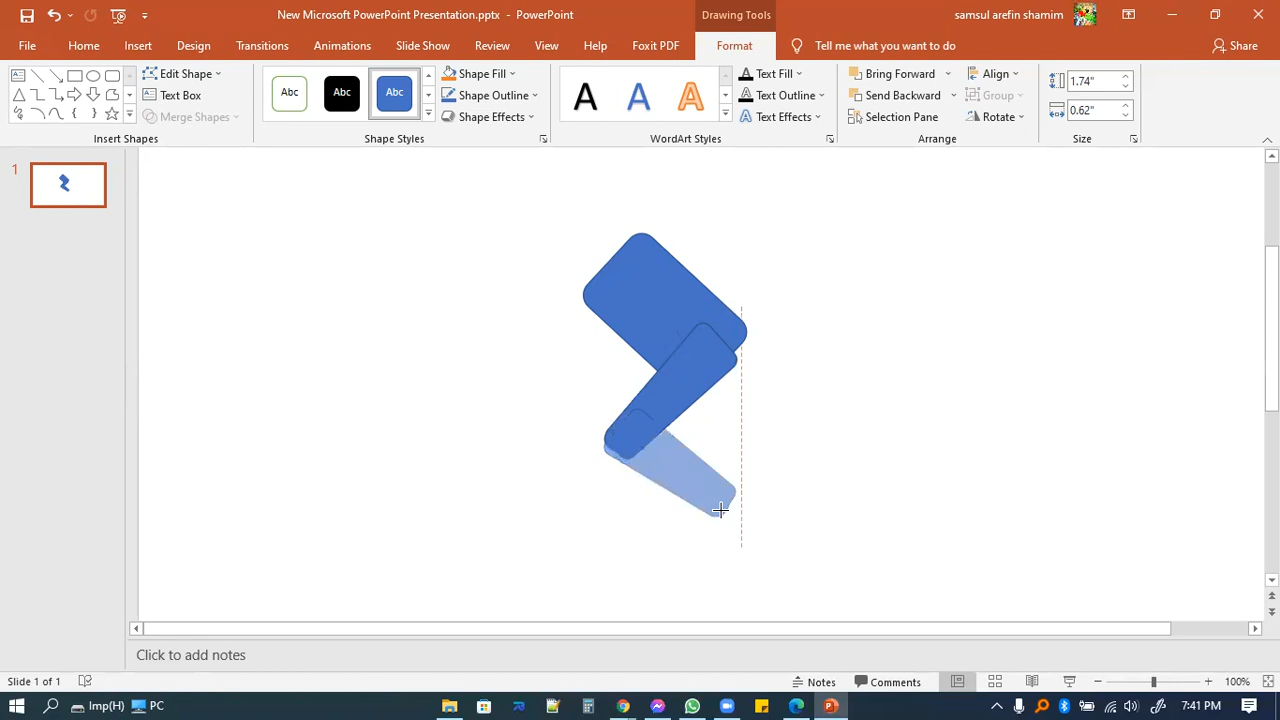 New Microsoft PowerPoint Presentation.pptx - PowerPoint
Drawing Tools
samsul arefin shamim
File Home Insert Design Transitions Animations Slide Show Review View Help Foxit PDF Format Tell me what you want to do Share
Edit Shape
Text Box
Merge Shapes
Insert Shapes
Abc Abc Abc
Shape Fill
Shape Outline
Shape Effects
Shape Styles
A A A
Text Fill
Text Outline
Text Effects
WordArt Styles
Bring Forward
Send Backward
Selection Pane
Align
Group
Rotate
Arrange
1.74"
0.62"
Size
1
Click to add notes
Slide 1 of 1
Notes Comments 100%
Imp(H) PC 7:41 PM